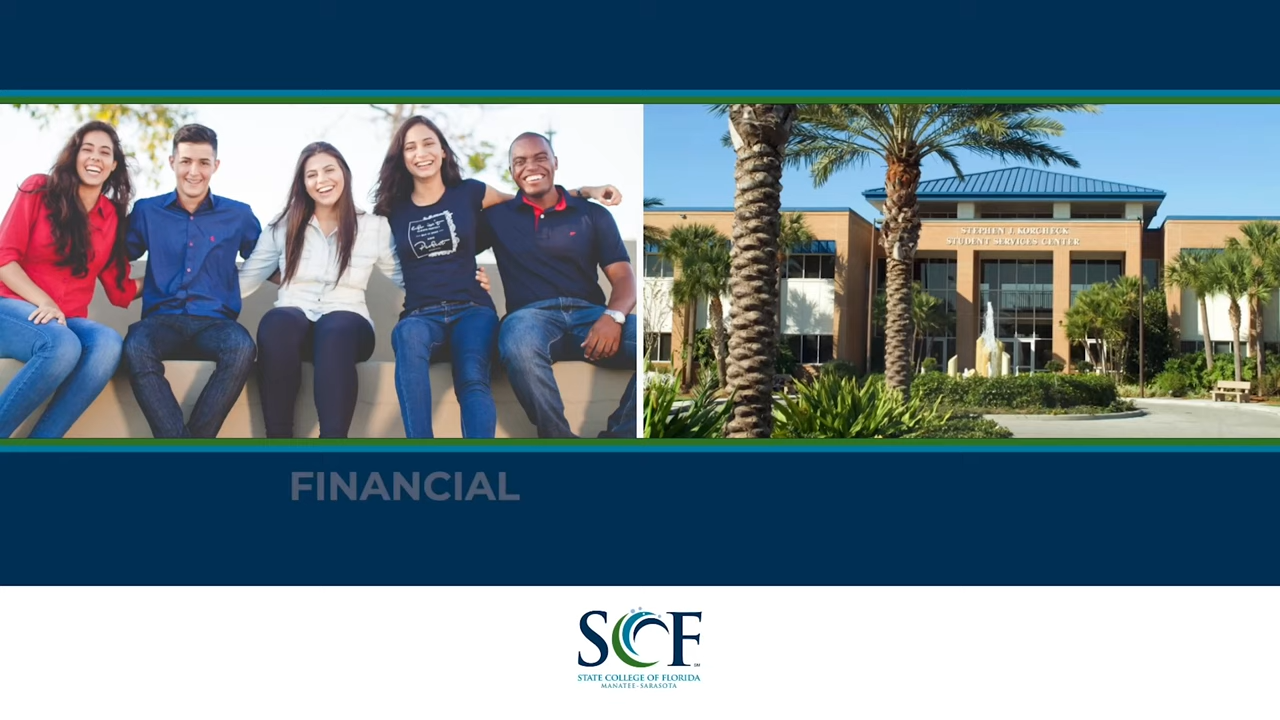 STEPHEN J. KORCHECK
STUDENT SERVICES CENTER
FINANCIAL
SCF
STATE COLLEGE OF FLORIDA
MANATEE-SARASOTA